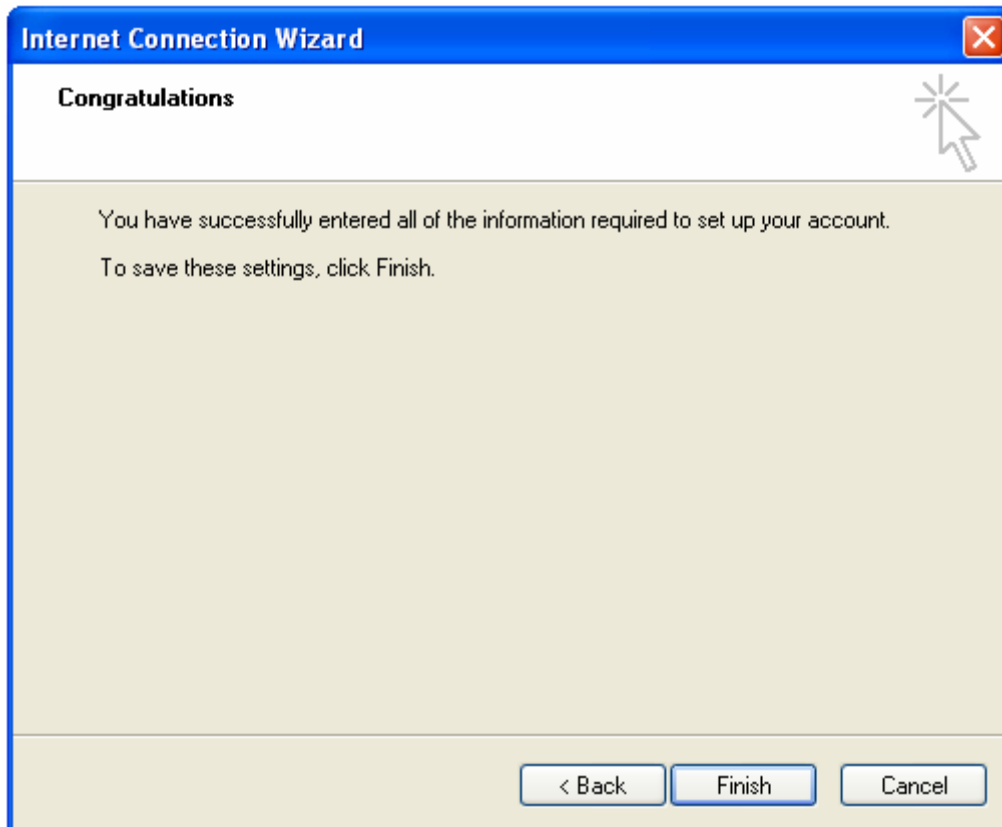 Internet Connection Wizard
Congratulations
You have successfully entered all of the information required to set up your account.
To save these settings, click Finish.
< Back Finish Cancel